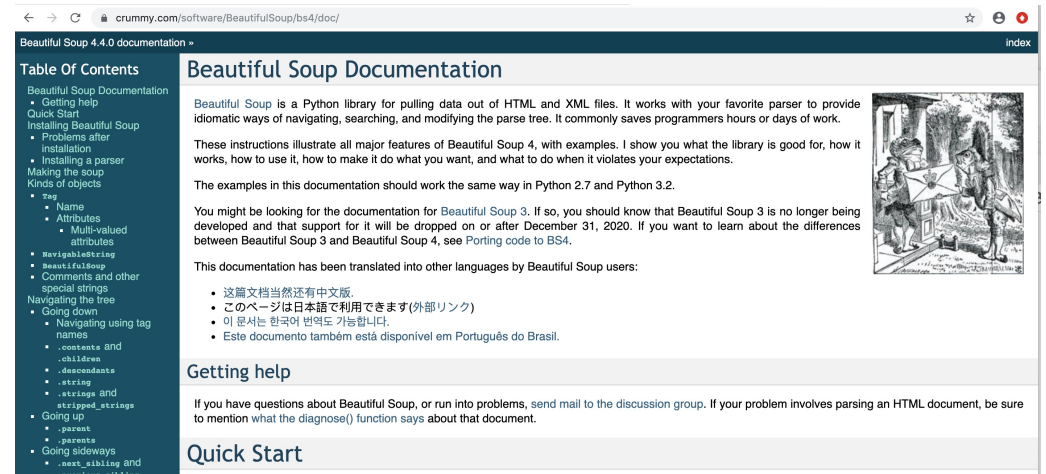 crummy.com/software/BeautifulSoup/bs4/doc/
Beautiful Soup 4.4.0 documentation »
index
Table Of Contents
Beautiful Soup Documentation
Getting help
Quick Start
Installing Beautiful Soup
Problems after
installation
Installing a parser
Making the soup
Kinds of objects
Tag
Name
Attributes
Multi-valued
attributes
NavigableString
BeautifulSoup
Comments and other
special strings
Navigating the tree
Going down
Navigating using tag
names
.contents and
.children
.descendants
.string
.strings and
stripped_strings
Going up
.parent
.parents
Going sideways
.next_sibling and
Beautiful Soup Documentation
Beautiful Soup is a Python library for pulling data out of HTML and XML files. It works with your favorite parser to provide
idiomatic ways of navigating, searching, and modifying the parse tree. It commonly saves programmers hours or days of work.
These instructions illustrate all major features of Beautiful Soup 4, with examples. I show you what the library is good for, how it
works, how to use it, how to make it do what you want, and what to do when it violates your expectations.
The examples in this documentation should work the same way in Python 2.7 and Python 3.2.
You might be looking for the documentation for Beautiful Soup 3. If so, you should know that Beautiful Soup 3 is no longer being
developed and that support for it will be dropped on or after December 31, 2020. If you want to learn about the differences
between Beautiful Soup 3 and Beautiful Soup 4, see Porting code to BS4.
This documentation has been translated into other languages by Beautiful Soup users:
这篇文档当然还有中文版.
このページは日本語で利用できます(外部リンク)
이 문서는 한국어 번역도 가능합니다.
Este documento também está disponível em Português do Brasil.
Getting help
If you have questions about Beautiful Soup, or run into problems, send mail to the discussion group. If your problem involves parsing an HTML document, be sure
to mention what the diagnose() function says about that document.
Quick Start